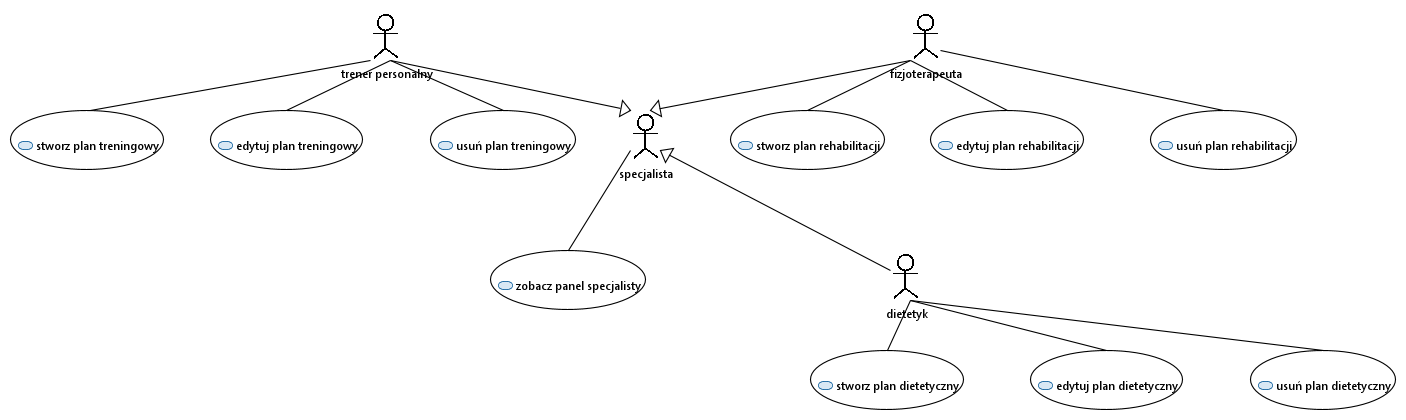 trener personalny
fizjoterapeuta
stworz plan treningowy
edytuj plan treningowy
usuń plan treningowy
specjalista
stworz plan rehabilitacji
edytuj plan rehabilitacji
usuń plan rehabilitacji
zobacz panel specjalisty
dietetyk
stworz plan dietetyczny
edytuj plan dietetyczny
usuń plan dietetyczny